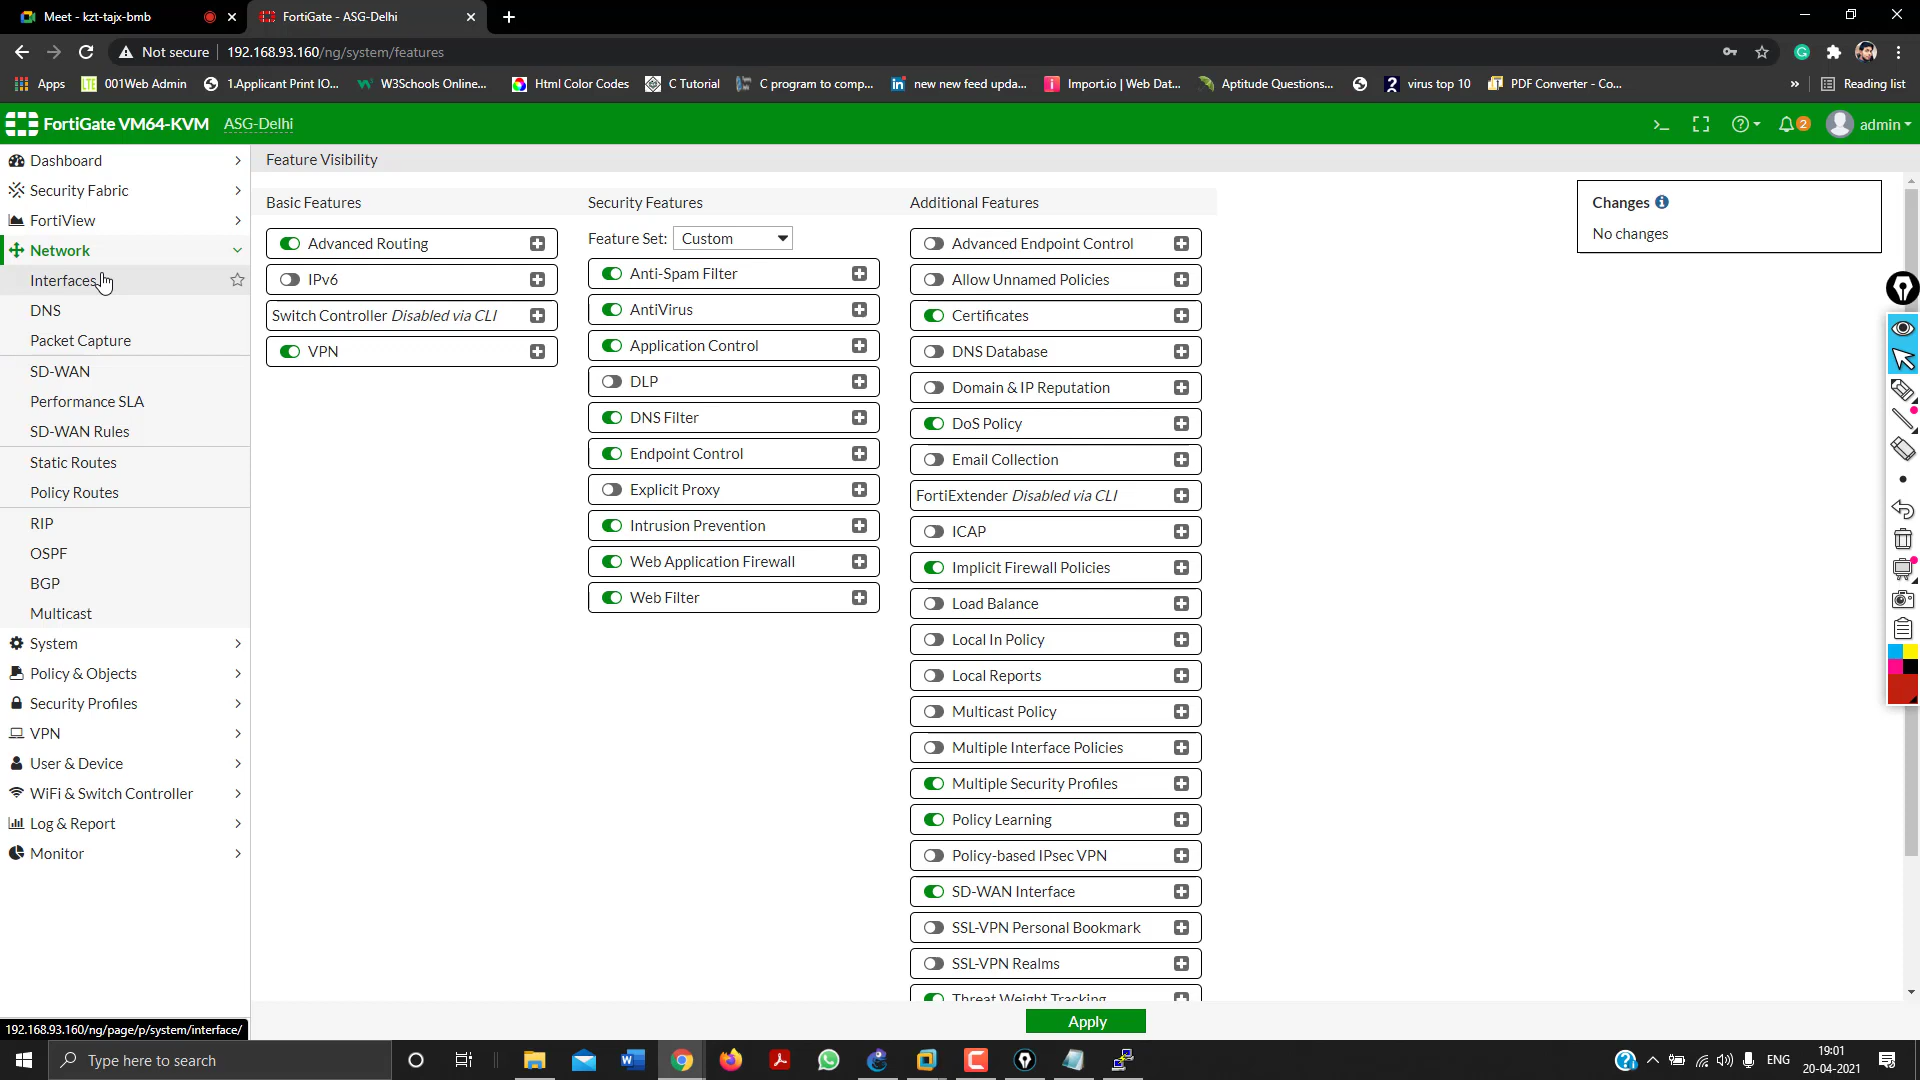 Meet - kzt-tajx-bmb
FortiGate - ASG-Delhi
Not secure
192.168.93.160/ng/system/features
Apps
001Web Admin
1.Applicant Print IO...
W3Schools Online...
Html Color Codes
C Tutorial
C program to comp...
new new feed upda...
Import.io | Web Dat...
Aptitude Questions...
virus top 10
PDF Converter - Co...
»
Reading list
FortiGate VM64-KVM
ASG-Delhi
2
admin
Dashboard
Security Fabric
FortiView
Network
Interfaces
DNS
Packet Capture
SD-WAN
Performance SLA
SD-WAN Rules
Static Routes
Policy Routes
RIP
OSPF
BGP
Multicast
System
Policy & Objects
Security Profiles
VPN
User & Device
WiFi & Switch Controller
Log & Report
Monitor
192.168.93.160/ng/page/p/system/interface/
Feature Visibility
Basic Features
Advanced Routing
IPv6
Switch Controller Disabled via CLI
VPN
Security Features
Feature Set: Custom
Anti-Spam Filter
AntiVirus
Application Control
DLP
DNS Filter
Endpoint Control
Explicit Proxy
Intrusion Prevention
Web Application Firewall
Web Filter
Additional Features
Advanced Endpoint Control
Allow Unnamed Policies
Certificates
DNS Database
Domain & IP Reputation
DoS Policy
Email Collection
FortiExtender Disabled via CLI
ICAP
Implicit Firewall Policies
Load Balance
Local In Policy
Local Reports
Multicast Policy
Multiple Interface Policies
Multiple Security Profiles
Policy Learning
Policy-based IPsec VPN
SD-WAN Interface
SSL-VPN Personal Bookmark
SSL-VPN Realms
Threat Weight Tracking
Apply
Changes
No changes
Type here to search
ENG
19:01
20-04-2021